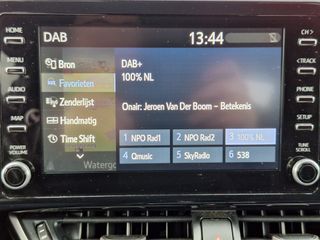 DAB 13:44
HOME
MENU
AUDIO
MAP
POWER
VOLUME
Bron
Favorieten
Zenderlijst
Handmatig
Time Shift
DAB+
100% NL
Onair: Jeroen Van Der Boom – Betekenis
1 NPO Rad1
2 NPO Rad2
3 100% NL
4 Qmusic
5 SkyRadio
6 538
CH >
< TRACK
PHONE
SETUP
TUNE
SCROLL